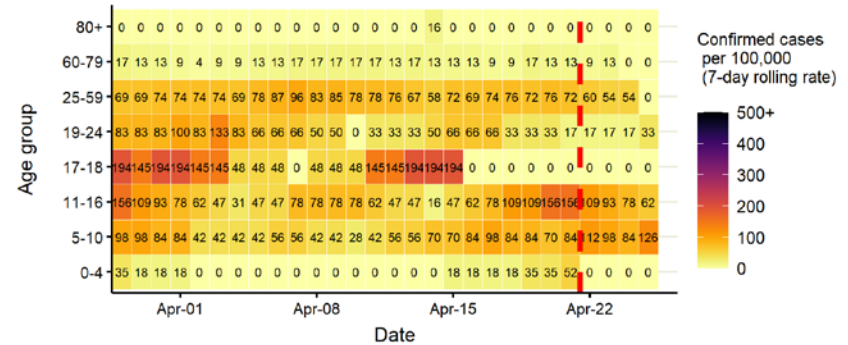 80+ 0 0 0 0 0 0 0 0 0 0 0 0 0 0 0 0 16 0 0 0 0 0 0 0 0 0 0 0
60-79 17 13 13 9 4 9 9 13 13 17 17 17 17 17 13 17 13 13 13 9 9 17 13 13 9 13 0 0
25-59 69 69 74 74 74 74 69 78 87 96 83 85 78 78 76 67 58 72 69 74 76 72 76 72 60 54 54 0
19-24 83 83 83 100 83 133 83 66 66 66 50 50 0 33 33 33 50 66 66 66 33 33 33 17 17 17 17 33
17-18 194 145 194 194 145 145 48 48 48 0 48 48 48 145 145 194 194 194 0 0 0 0 0 0 0 0 0 0
11-16 156 109 93 78 62 47 31 47 47 78 78 78 78 62 47 47 16 47 62 78 109 109 156 156 109 93 78 62
5-10 98 98 84 84 42 42 42 42 56 56 42 42 28 42 56 56 70 70 84 98 84 84 70 84 112 98 84 126
0-4 35 18 18 18 0 0 0 0 0 0 0 0 0 0 0 0 0 18 18 18 18 35 35 52 0 0 0 0
Age group
Apr-01 Apr-08 Apr-15 Apr-22
Date
Confirmed cases
per 100,000
(7-day rolling rate)
500+
400
300
200
100
0